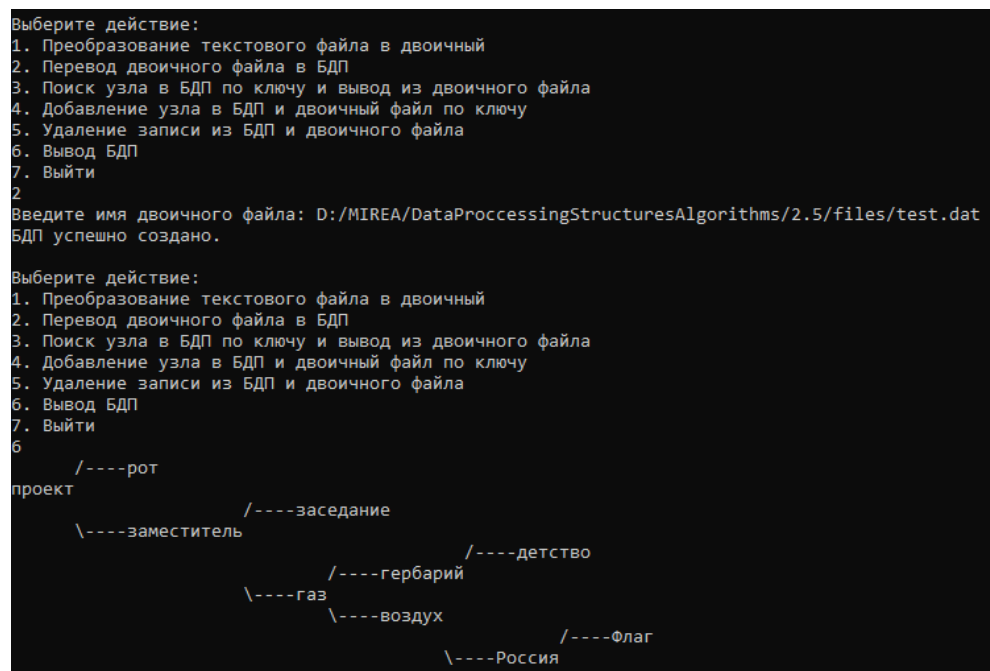 Выберите действие:
1. Преобразование текстового файла в двоичный
2. Перевод двоичного файла в БДП
3. Поиск узла в БДП по ключу и вывод из двоичного файла
4. Добавление узла в БДП и двоичный файл по ключу
5. Удаление записи из БДП и двоичного файла
6. Вывод БДП
7. Выйти
2
Введите имя двоичного файла: D:/MIREA/DataProccessingStructuresAlgorithms/2.5/files/test.dat
БДП успешно создано.

Выберите действие:
1. Преобразование текстового файла в двоичный
2. Перевод двоичного файла в БДП
3. Поиск узла в БДП по ключу и вывод из двоичного файла
4. Добавление узла в БДП и двоичный файл по ключу
5. Удаление записи из БДП и двоичного файла
6. Вывод БДП
7. Выйти
6
      /----рот
проект
                      /----заседание
      \----заместитель
                                           /----детство
                              /----гербарий
                      \----газ
                              \----воздух
                                                    /----Флаг
                                         \----Россия